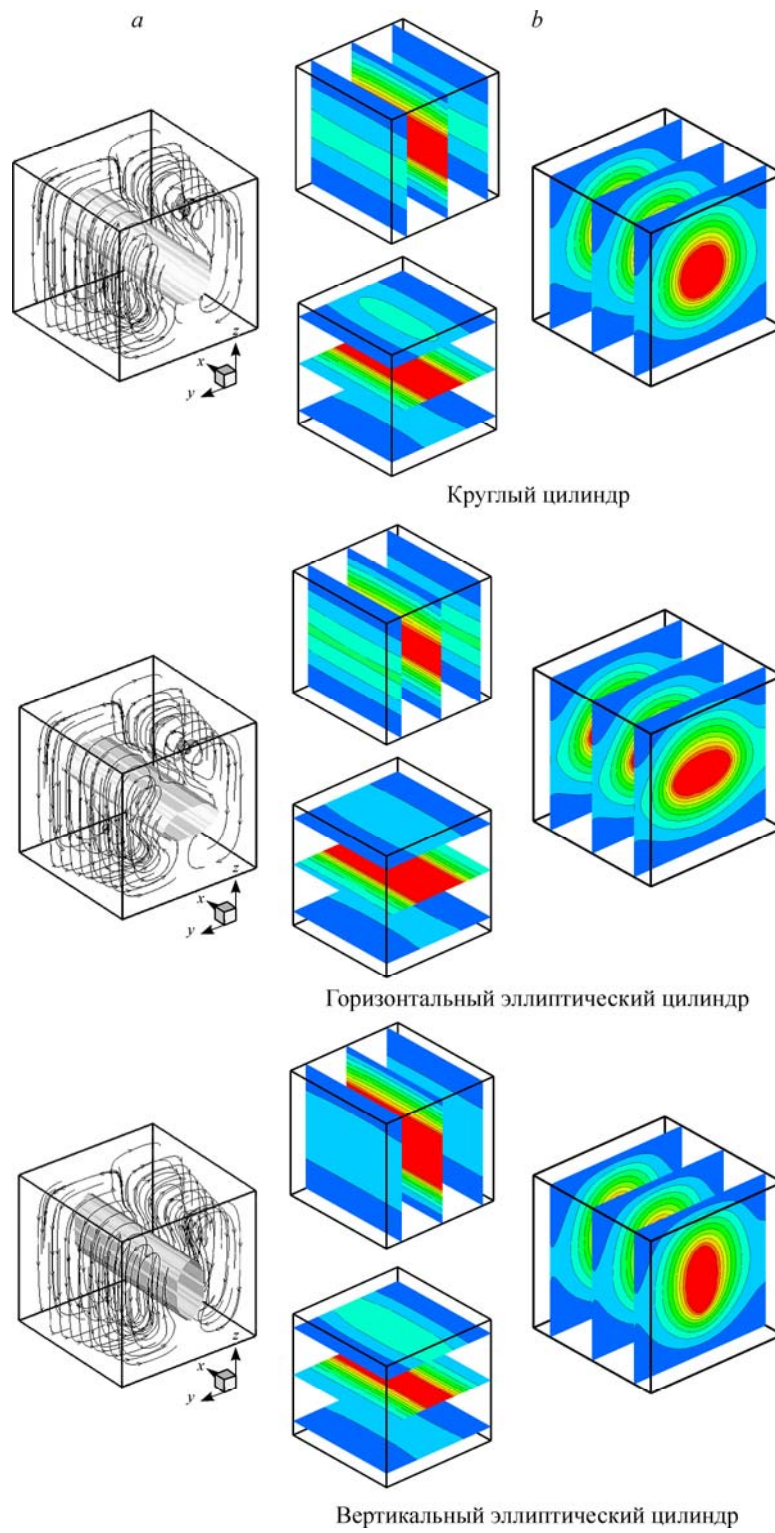 a
b
z
x
y
Круглый цилиндр
z
x
y
Горизонтальный эллиптический цилиндр
z
x
y
Вертикальный эллиптический цилиндр